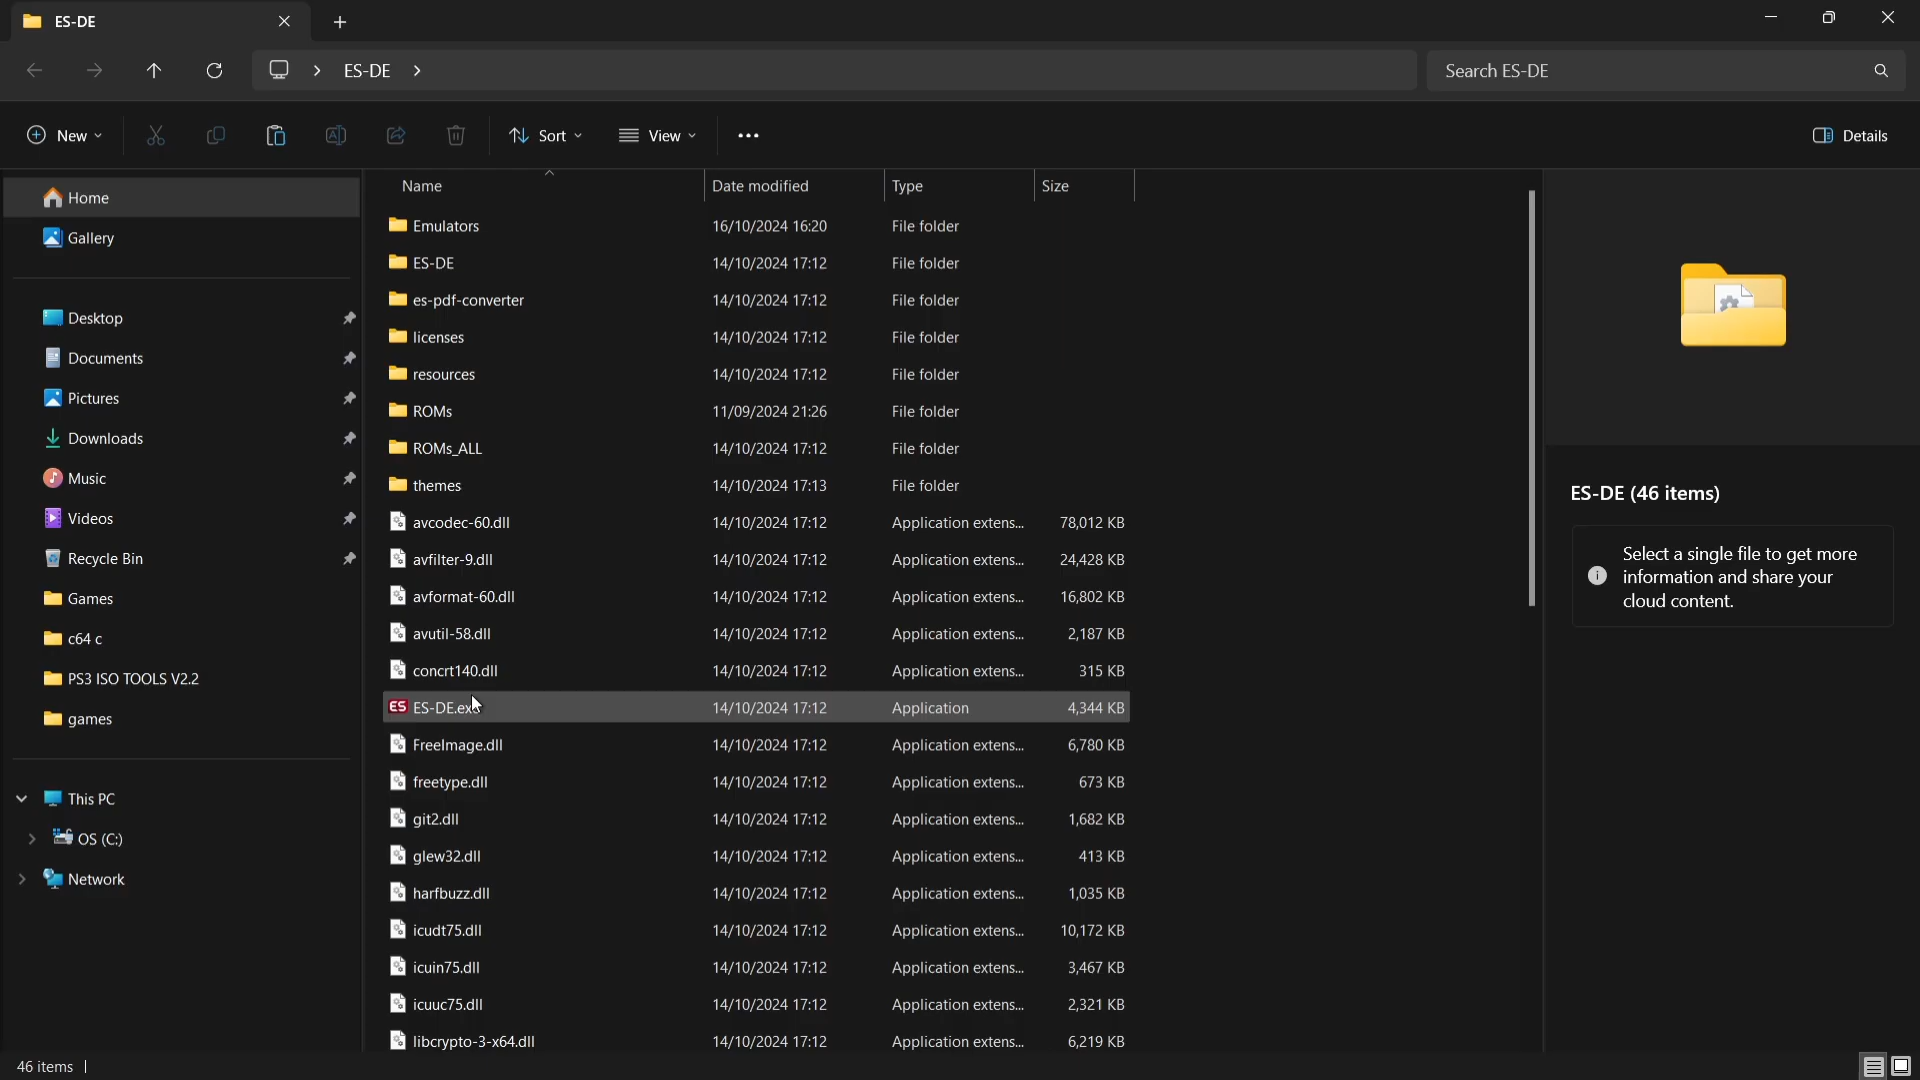 ES-DE
ES-DE
Search ES-DE
New
Sort
View
Details
Home
Gallery
Desktop
Documents
Pictures
Downloads
Music
Videos
Recycle Bin
Games
c64 c
PS3 ISO TOOLS V2.2
games
This PC
OS (C:)
Network
Name Date modified Type Size
Emulators 16/10/2024 16:20 File folder
ES-DE 14/10/2024 17:12 File folder
es-pdf-converter 14/10/2024 17:12 File folder
licenses 14/10/2024 17:12 File folder
resources 14/10/2024 17:12 File folder
ROMs 11/09/2024 21:26 File folder
ROMs_ALL 14/10/2024 17:12 File folder
themes 14/10/2024 17:13 File folder
avcodec-60.dll 14/10/2024 17:12 Application extens... 78,012 KB
avfilter-9.dll 14/10/2024 17:12 Application extens... 24,428 KB
avformat-60.dll 14/10/2024 17:12 Application extens... 16,802 KB
avutil-58.dll 14/10/2024 17:12 Application extens... 2,187 KB
concrt140.dll 14/10/2024 17:12 Application extens... 315 KB
ES ES-DE.exe 14/10/2024 17:12 Application 4,344 KB
FreeImage.dll 14/10/2024 17:12 Application extens... 6,780 KB
freetype.dll 14/10/2024 17:12 Application extens... 673 KB
git2.dll 14/10/2024 17:12 Application extens... 1,682 KB
glew32.dll 14/10/2024 17:12 Application extens... 413 KB
harfbuzz.dll 14/10/2024 17:12 Application extens... 1,035 KB
icudt75.dll 14/10/2024 17:12 Application extens... 10,172 KB
icuin75.dll 14/10/2024 17:12 Application extens... 3,467 KB
icuuc75.dll 14/10/2024 17:12 Application extens... 2,321 KB
libcrypto-3-x64.dll 14/10/2024 17:12 Application extens... 6,219 KB
ES-DE (46 items)
Select a single file to get more
information and share your
cloud content.
46 items